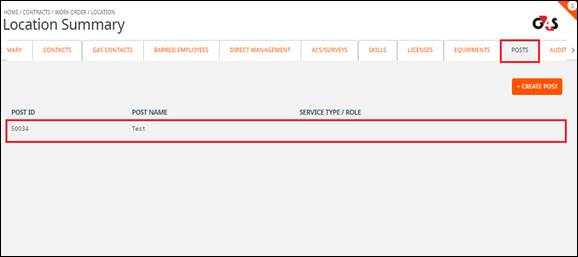 HOME / CONTRACTS / WORK ORDER / LOCATION
Location Summary
G4S
MARY CONTACTS G4S CONTACTS BARRED EMPLOYEES DIRECT MANAGEMENT AI'S/SURVEYS SKILLS LICENSES EQUIPMENTS POSTS AUDIT
+ CREATE POST
POST ID POST NAME SERVICE TYPE / ROLE
50034 Test